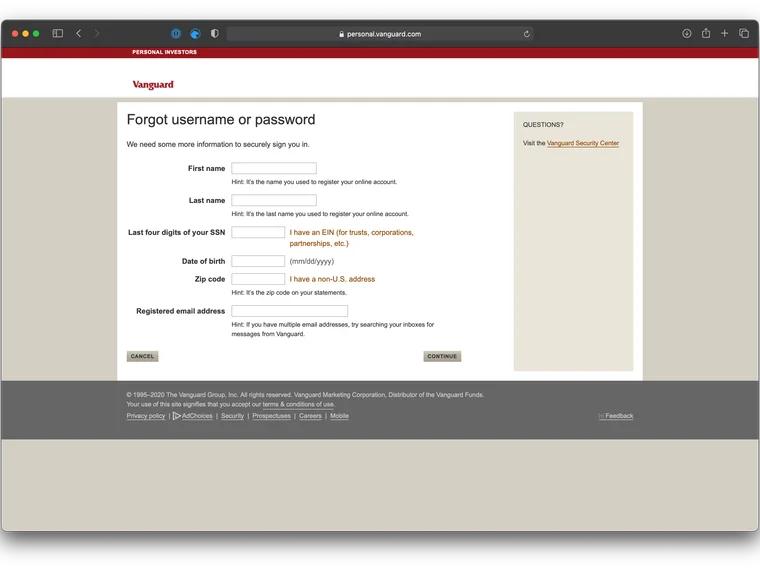 personal.vanguard.com
PERSONAL INVESTORS
Vanguard
Forgot username or password
We need some more information to securely sign you in.
First name
Hint: It's the name you used to register your online account.
Last name
Hint: It's the last name you used to register your online account.
Last four digits of your SSN
I have an EIN (for trusts, corporations,
partnerships, etc.)
Date of birth (mm/dd/yyyy)
Zip code I have a non-U.S. address
Hint: It's the zip code on your statements.
Registered email address
Hint: If you have multiple email addresses, try searching your inboxes for
messages from Vanguard.
CANCEL CONTINUE
QUESTIONS?
Visit the Vanguard Security Center
© 1995–2020 The Vanguard Group, Inc. All rights reserved. Vanguard Marketing Corporation, Distributor of the Vanguard Funds.
Your use of this site signifies that you accept our terms & conditions of use.
Privacy policy | AdChoices | Security | Prospectuses | Careers | Mobile
Feedback